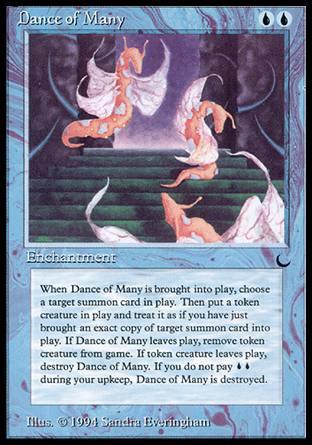 Dance of Many
Enchantment
When Dance of Many is brought into play, choose
a target summon card in play. Then put a token
creature in play and treat it as if you have just
brought an exact copy of target summon card into
play. If Dance of Many leaves play, remove token
creature from game. If token creature leaves play,
destroy Dance of Many. If you do not pay
during your upkeep, Dance of Many is destroyed.
Illus. © 1994 Sandra Everingham